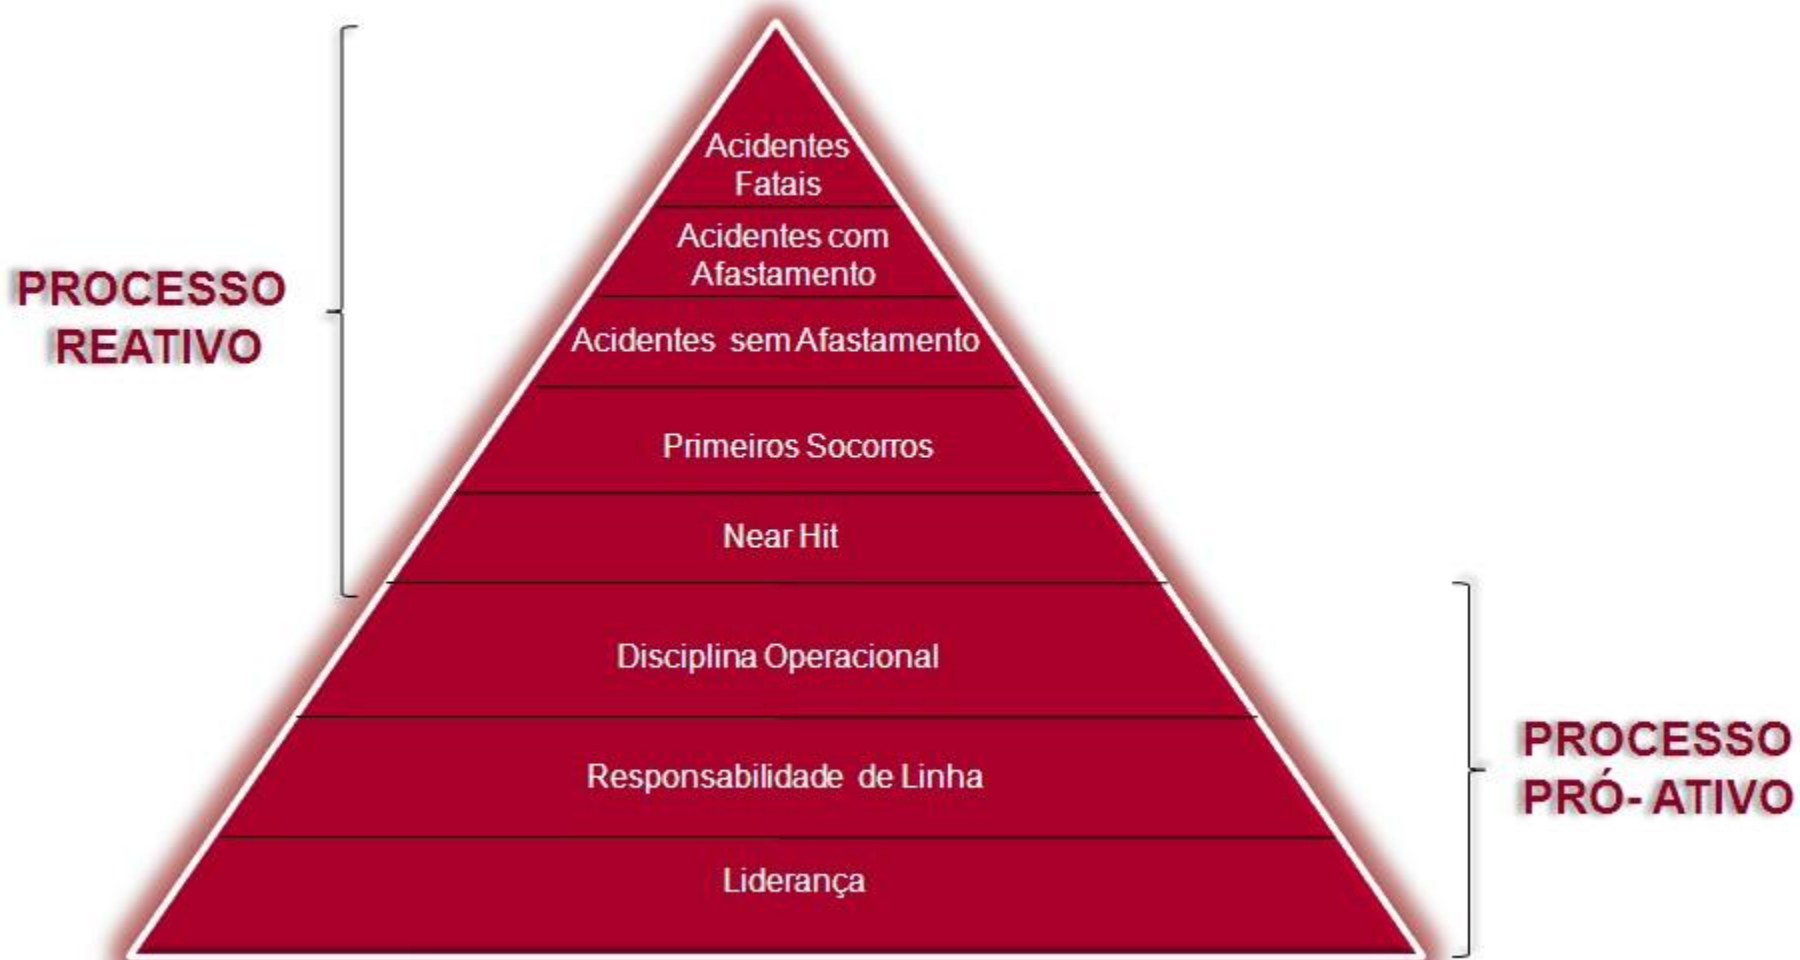 Acidentes
Fatais
Acidentes com
Afastamento
PROCESSO
REATIVO
Acidentes sem Afastamento
Primeiros Socorros
Near Hit
Disciplina Operacional
Responsabilidade de Linha
PROCESSO
PRÓ- ATIVO
Liderança